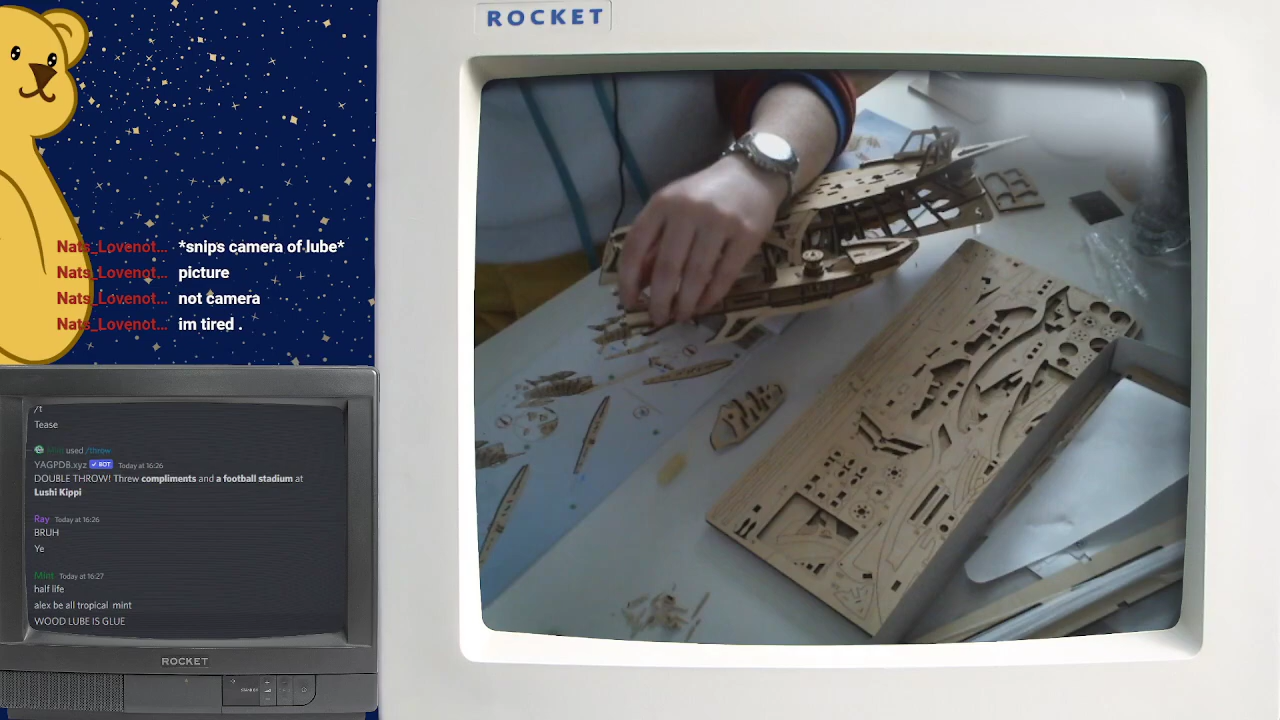 ROCKET
Nats_Lovenot... *snips camera of lube*
Nats_Lovenot... picture
Nats_Lovenot... not camera
Nats_Lovenot... im tired .
/t
Tease
used /throw
YAGPDB.xyz ✓ BOT Today at 16:26
DOUBLE THROW! Threw compliments and a football stadium at
Lushi Kippi
Ray Today at 16:26
BRUH
Ye
Mint Today at 16:27
half life
alex be all tropical mint
WOOD LUBE IS GLUE
ROCKET